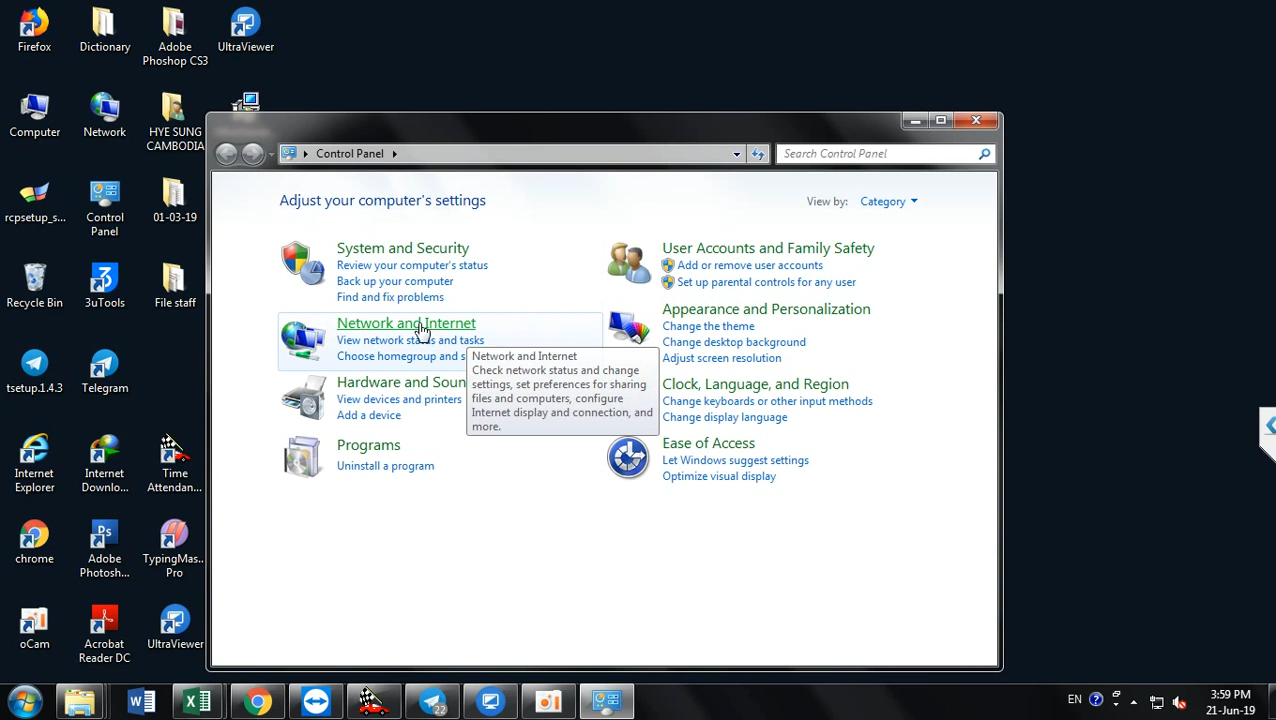 Firefox
Dictionary
Adobe
Phoshop CS3
UltraViewer
Computer
Network
HYE SUNG
CAMBODIA
rcpsetup_s...
Control
Panel
01-03-19
Recycle Bin
3uTools
File staff
tsetup.1.4.3
Telegram
Internet
Explorer
Internet
Downlo...
Time
Attendan...
chrome
Adobe
Photosh...
TypingMas...
Pro
oCam
Acrobat
Reader DC
UltraViewer
Control Panel
Search Control Panel
Adjust your computer's settings
View by:
Category
System and Security
Review your computer's status
Back up your computer
Find and fix problems
Network and Internet
View network status and tasks
Choose homegroup and s
Network and Internet
Check network status and change
settings, set preferences for sharing
files and computers, configure
Internet display and connection, and
more.
Hardware and Soun
View devices and printers
Add a device
Programs
Uninstall a program
User Accounts and Family Safety
Add or remove user accounts
Set up parental controls for any user
Appearance and Personalization
Change the theme
Change desktop background
Adjust screen resolution
Clock, Language, and Region
Change keyboards or other input methods
Change display language
Ease of Access
Let Windows suggest settings
Optimize visual display
22
EN
3:59 PM
21-Jun-19